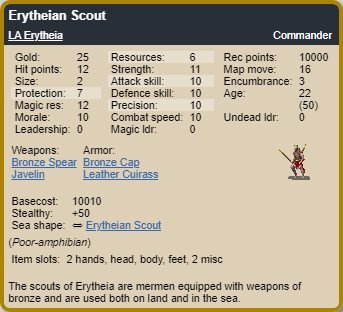 Erytheian Scout
LA Erytheia Commander
Gold: 25 Resources: 6 Rec points: 10000
Hit points: 12 Strength: 11 Map move: 16
Size: 2 Attack skill: 10 Encumbrance: 3
Protection: 7 Defence skill: 10 Age: 22
Magic res: 12 Precision: 10 (50)
Morale: 10 Combat speed: 10 Undead ldr: 0
Leadership: 0 Magic ldr: 0
Weapons: Armor:
Bronze Spear Bronze Cap
Javelin Leather Cuirass
Basecost: 10010
Stealthy: +50
Sea shape: ⇔ Erytheian Scout
(Poor-amphibian)
Item slots: 2 hands, head, body, feet, 2 misc
The scouts of Erytheia are mermen equipped with weapons of
bronze and are used both on land and in the sea.